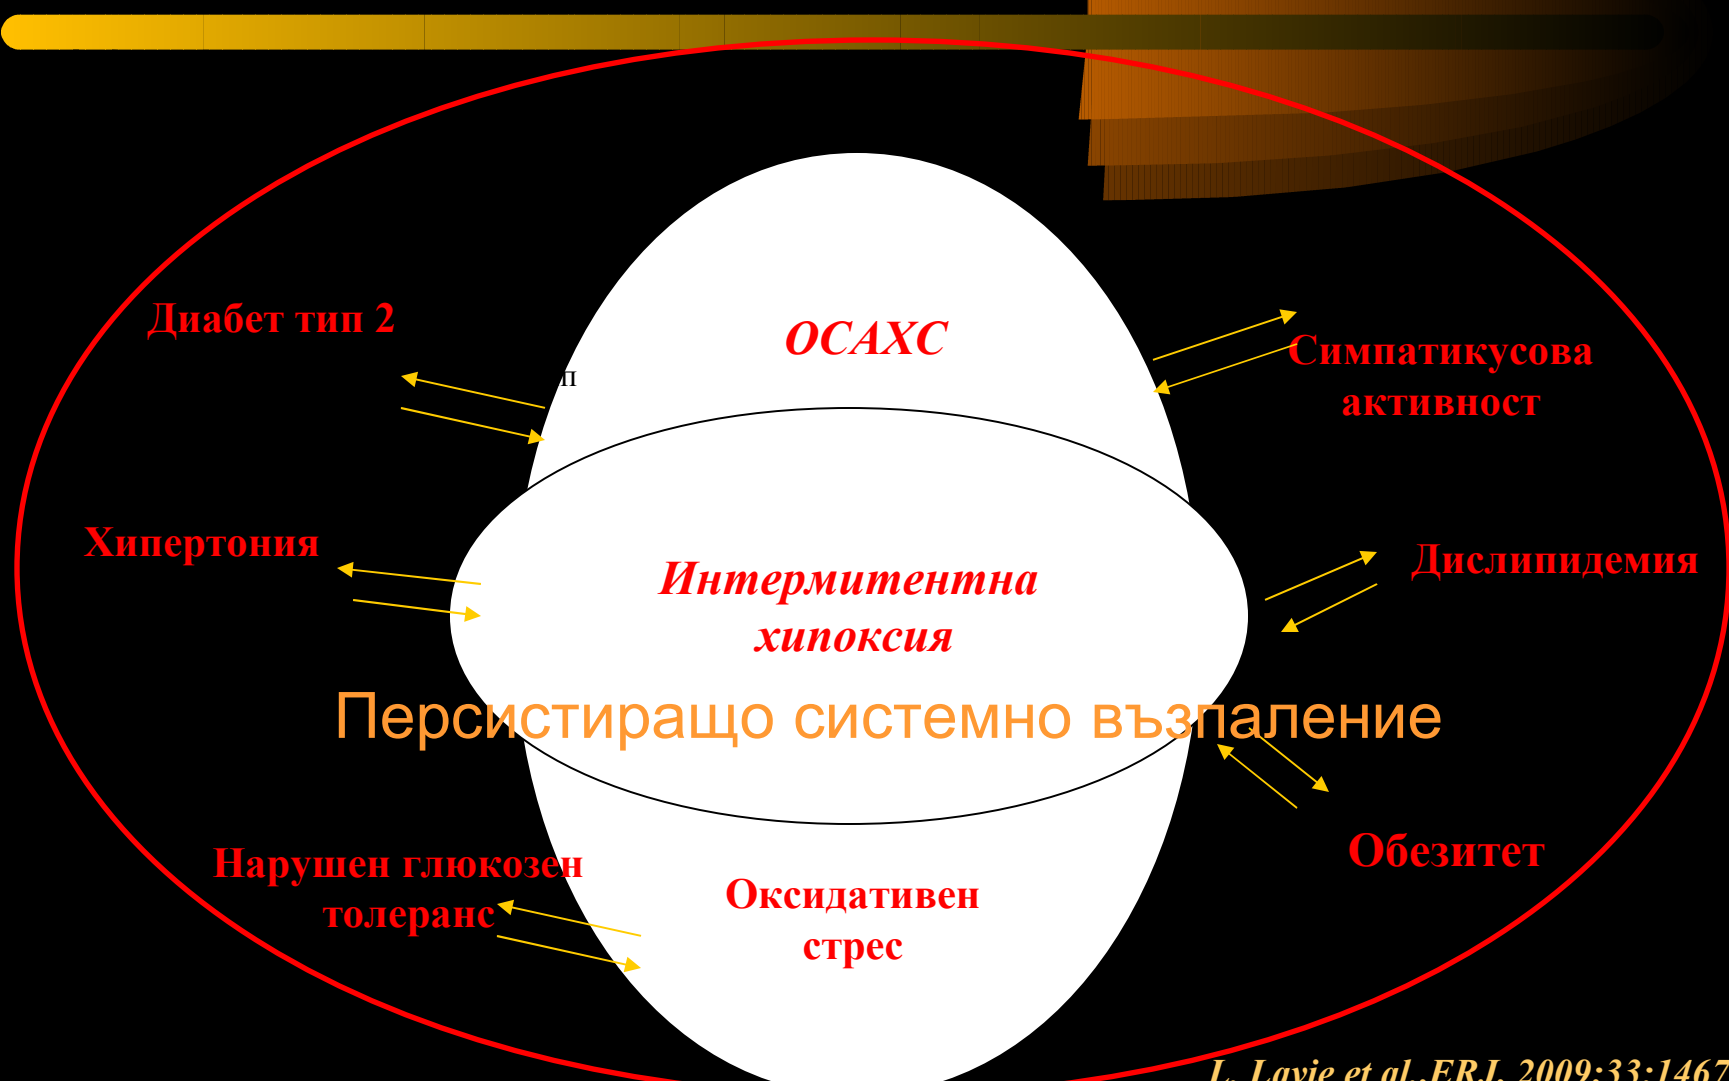 Диабет тип 2
ОСАХС
Симпатикусова
активност
п
Хипертония
Дислипидемия
Интермитентна
хипоксия
Персистиращо системно възпаление
Нарушен глюкозен
толеранс
Обезитет
Оксидативен
стрес
L. Lavie et al.,ERJ, 2009:33:1467